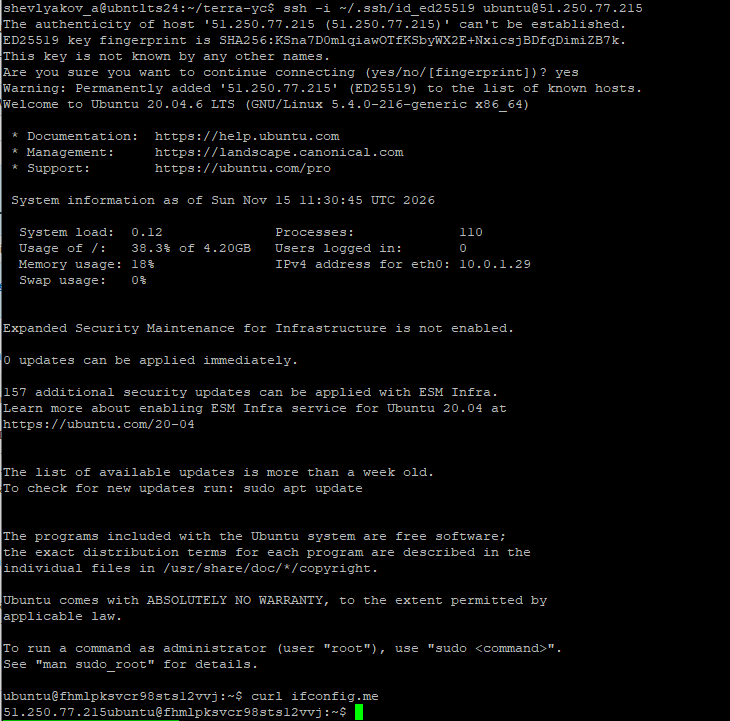 shevlyakov_a@ubntlts24:~/terra-yc$ ssh -i ~/.ssh/id_ed25519 ubuntu@51.250.77.215
The authenticity of host '51.250.77.215 (51.250.77.215)' can't be established.
ED25519 key fingerprint is SHA256:KSna7D0mlqiawOTfKSbyWX2E+NxicsjBDfqDimiZB7k.
This key is not known by any other names.
Are you sure you want to continue connecting (yes/no/[fingerprint])? yes
Warning: Permanently added '51.250.77.215' (ED25519) to the list of known hosts.
Welcome to Ubuntu 20.04.6 LTS (GNU/Linux 5.4.0-216-generic x86_64)
* Documentation: https://help.ubuntu.com
* Management: https://landscape.canonical.com
* Support: https://ubuntu.com/pro
System information as of Sun Nov 15 11:30:45 UTC 2026
System load: 0.12 Processes: 110
Usage of /: 38.3% of 4.20GB Users logged in: 0
Memory usage: 18% IPv4 address for eth0: 10.0.1.29
Swap usage: 0%
Expanded Security Maintenance for Infrastructure is not enabled.
0 updates can be applied immediately.
157 additional security updates can be applied with ESM Infra.
Learn more about enabling ESM Infra service for Ubuntu 20.04 at
https://ubuntu.com/20-04
The list of available updates is more than a week old.
To check for new updates run: sudo apt update
The programs included with the Ubuntu system are free software;
the exact distribution terms for each program are described in the
individual files in /usr/share/doc/*/copyright.
Ubuntu comes with ABSOLUTELY NO WARRANTY, to the extent permitted by
applicable law.
To run a command as administrator (user "root"), use "sudo <command>".
See "man sudo_root" for details.
ubuntu@fhmlpksvcr98stsl2vvj:~$ curl ifconfig.me
51.250.77.215ubuntu@fhmlpksvcr98stsl2vvj:~$